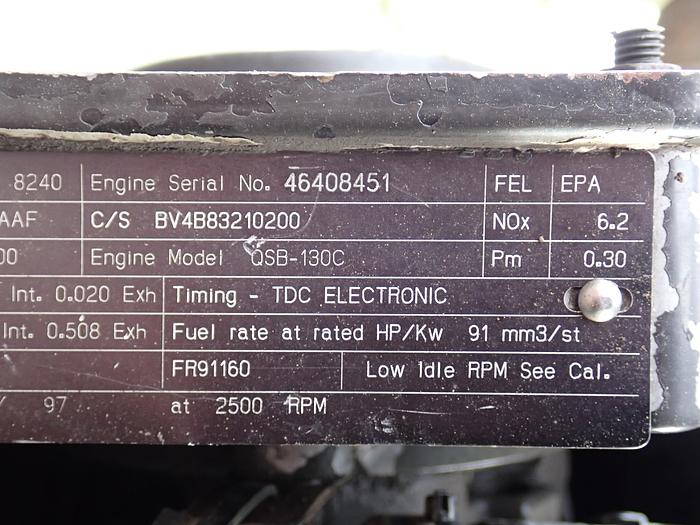 8240 Engine Serial No. 46408451 FEL EPA
AAF C/S BV4B83210200 NOx 6.2
00 Engine Model QSB-130C Pm 0.30
Int. 0.020 Exh Timing - TDC ELECTRONIC
Int. 0.508 Exh Fuel rate at rated HP/Kw 91 mm3/st
FR91160 Low Idle RPM See Cal.
/ 97 at 2500 RPM